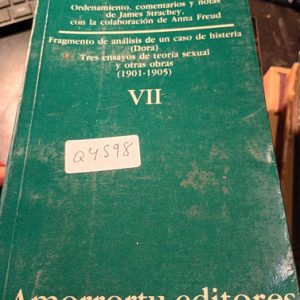 Ordenamiento, comentarios y notas
de James Strachey,
con la colaboración de Anna Freud
Fragmento de análisis de un caso de histeria
(Dora)
Tres ensayos de teoría sexual
y otras obras
(1901-1905)
VII
Q4598
Amorrortu editores